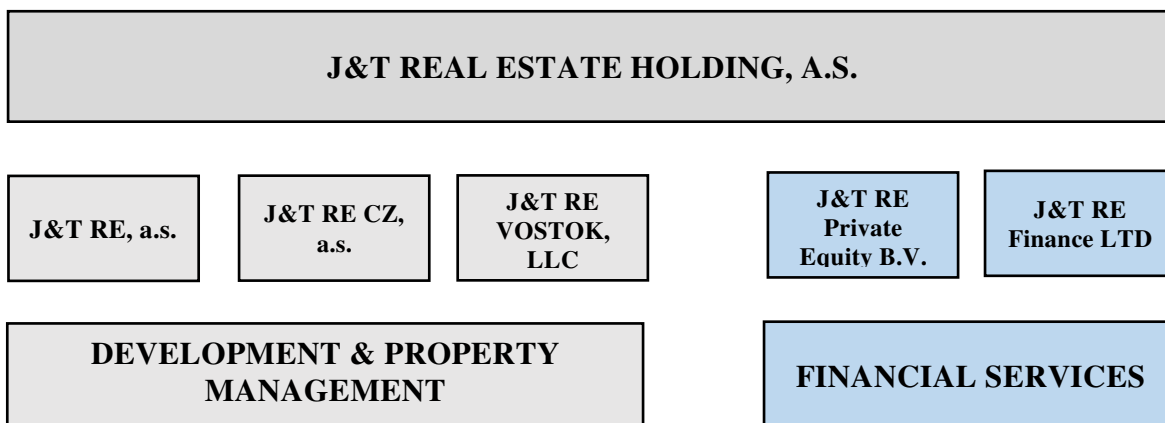 J&T REAL ESTATE HOLDING, A.S.
J&T RE, a.s.
J&T RE CZ,
a.s.
J&T RE
VOSTOK,
LLC
J&T RE
Private
Equity B.V.
J&T RE
Finance LTD
DEVELOPMENT & PROPERTY
MANAGEMENT
FINANCIAL SERVICES